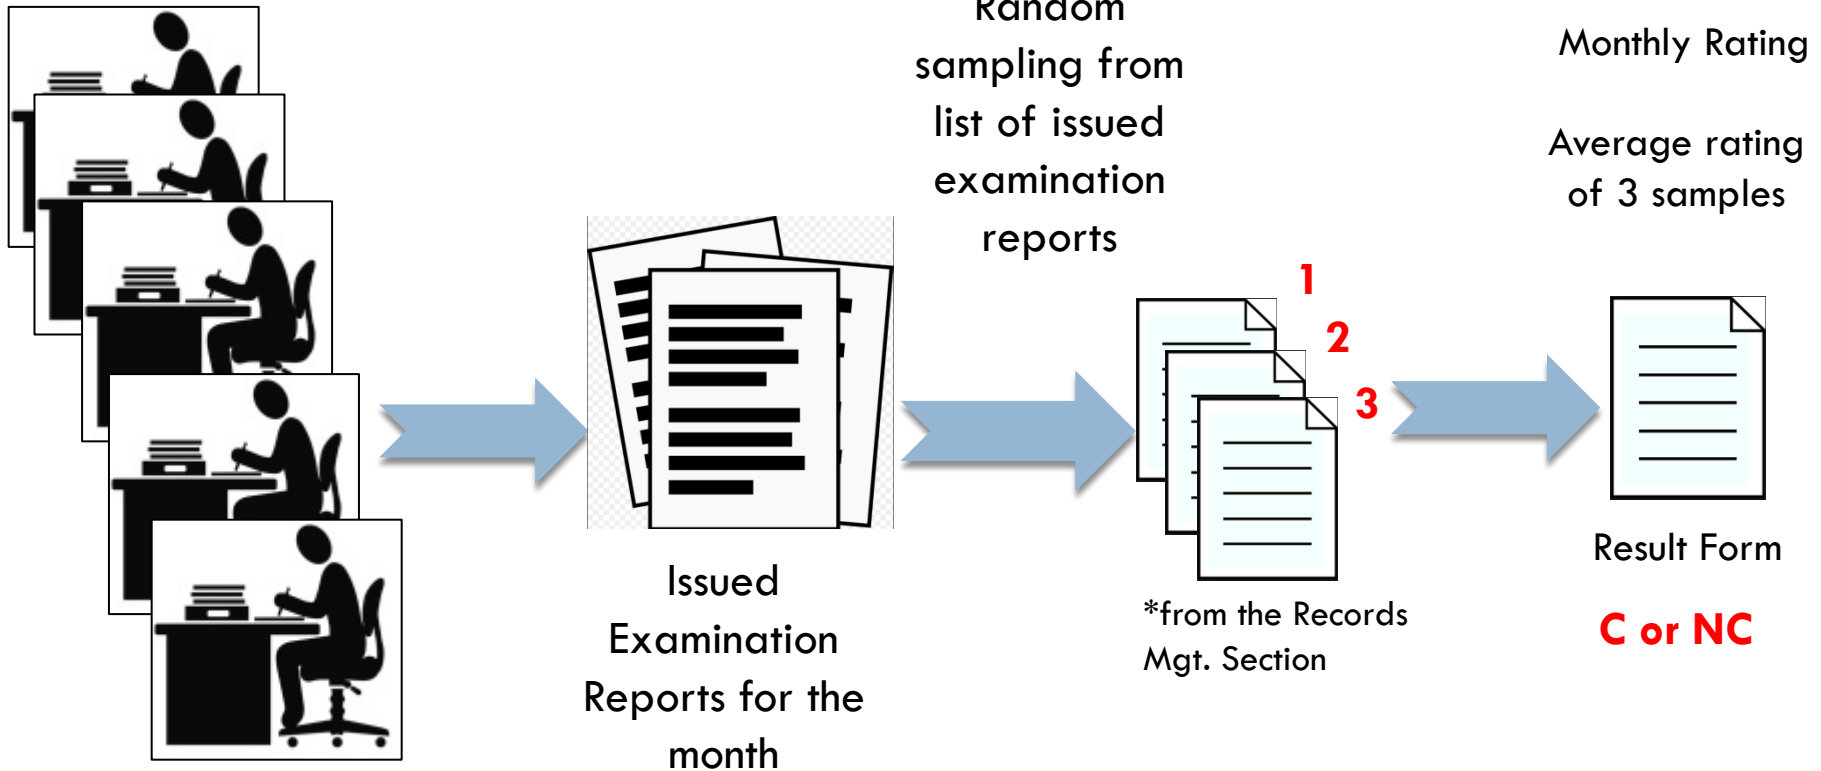 Random
sampling from
list of issued
examination
reports
Monthly Rating
Average rating
of 3 samples
1
2
3
Issued
Examination
Reports for the
month
*from the Records
Mgt. Section
Result Form
C or NC